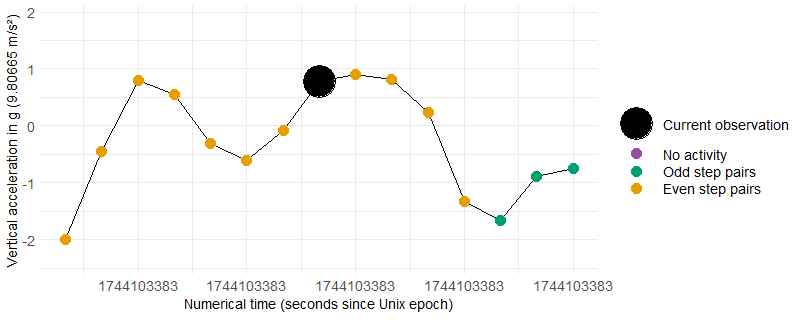 Vertical acceleration in g (9.80665 m/s²)
2
1
0
-1
-2
1744103383 1744103383 1744103383 1744103383 1744103383
Numerical time (seconds since Unix epoch)
Current observation
No activity
Odd step pairs
Even step pairs